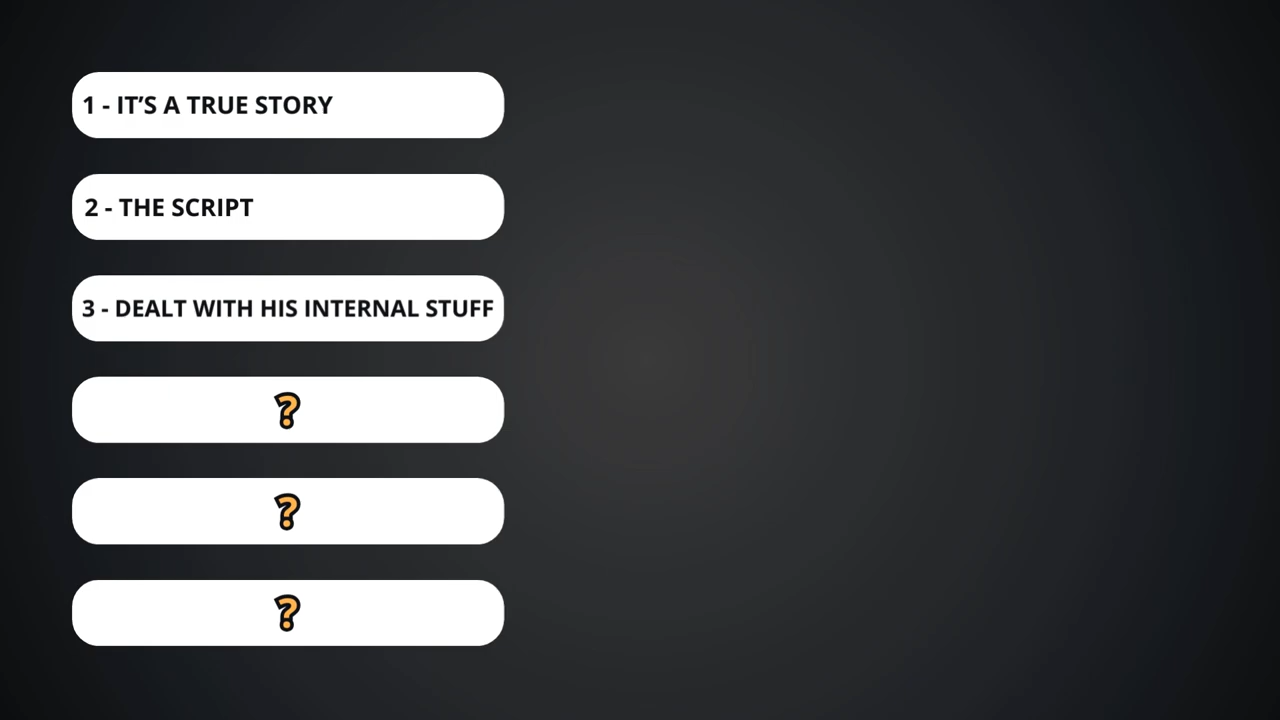 1 - IT’S A TRUE STORY
2 - THE SCRIPT
3 - DEALT WITH HIS INTERNAL STUFF
?
?
?